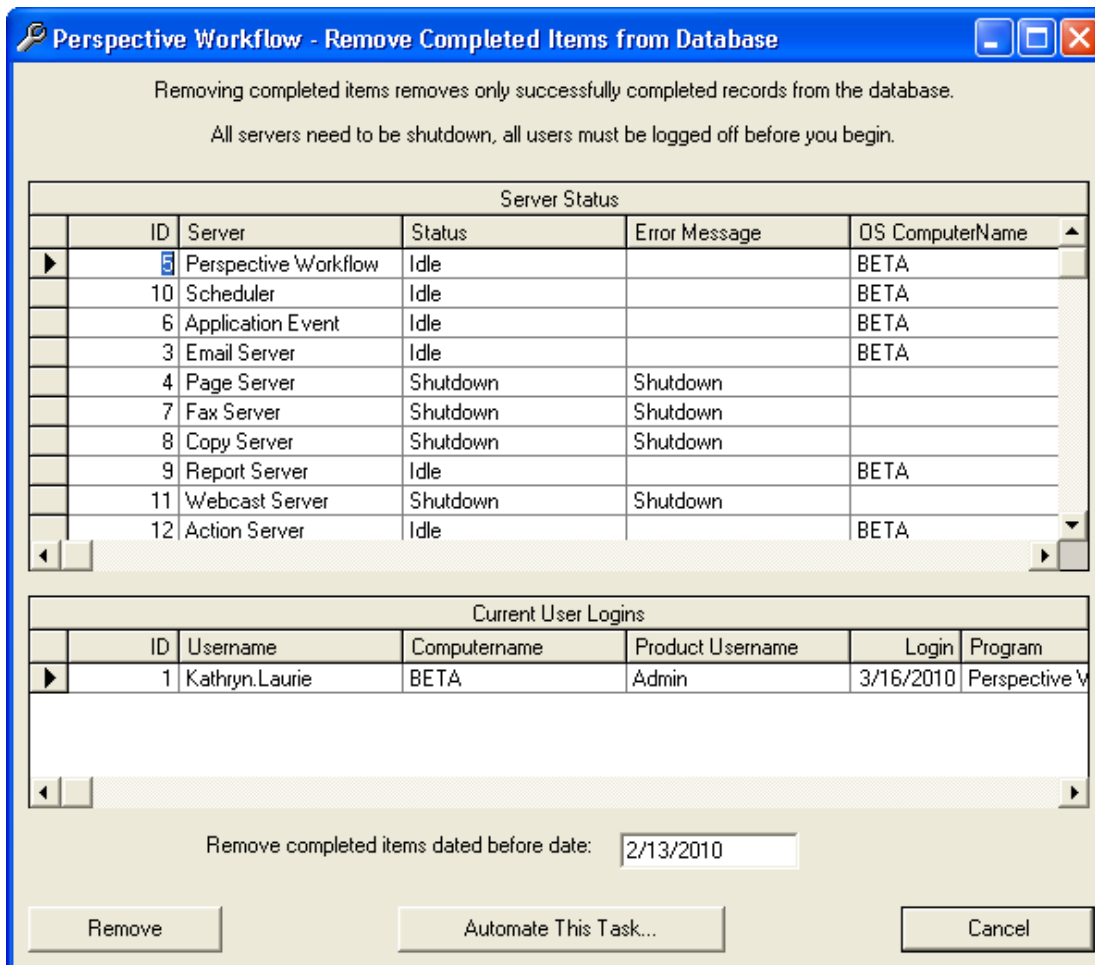 Perspective Workflow - Remove Completed Items from Database
Removing completed items removes only successfully completed records from the database.
All servers need to be shutdown, all users must be logged off before you begin.
Server Status
ID Server Status Error Message OS ComputerName
5 Perspective Workflow Idle BETA
10 Scheduler Idle BETA
6 Application Event Idle BETA
3 Email Server Idle BETA
4 Page Server Shutdown Shutdown
7 Fax Server Shutdown Shutdown
8 Copy Server Shutdown Shutdown
9 Report Server Idle BETA
11 Webcast Server Shutdown Shutdown
12 Action Server Idle BETA
Current User Logins
ID Username Computername Product Username Login Program
1 Kathryn.Laurie BETA Admin 3/16/2010 Perspective
Remove completed items dated before date: 2/13/2010
Remove Automate This Task... Cancel